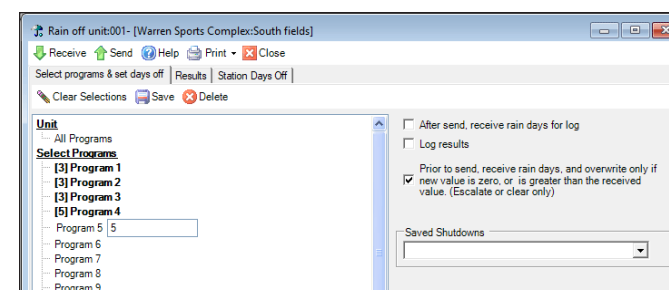 Rain off unit:001- [Warren Sports Complex:South fields]
Receive Send Help Print Close
Select programs & set days off Results Station Days Off
Clear Selections Save Delete
Unit
All Programs
Select Programs
[3] Program 1
[3] Program 2
[3] Program 3
[5] Program 4
Program 5 5
Program 6
Program 7
Program 8
Program 9
After send, receive rain days for log
Log results
Prior to send, receive rain days, and overwrite only if
new value is zero, or is greater than the received
value. (Escalate or clear only)
Saved Shutdowns